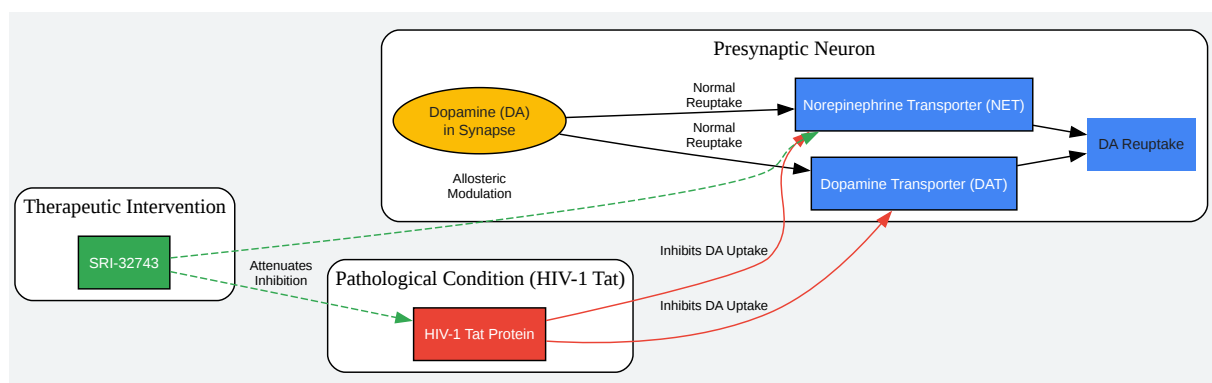 Presynaptic Neuron
Normal
Reuptake
Norepinephrine Transporter (NET)
Dopamine (DA)
in Synapse
Normal
Reuptake
DA Reuptake
Allosteric
Modulation
Dopamine Transporter (DAT)
Therapeutic Intervention
SRI-32743
Attenuates
Inhibition
Inhibits DA Uptake
Pathological Condition (HIV-1 Tat)
Inhibits DA Uptake
HIV-1 Tat Protein